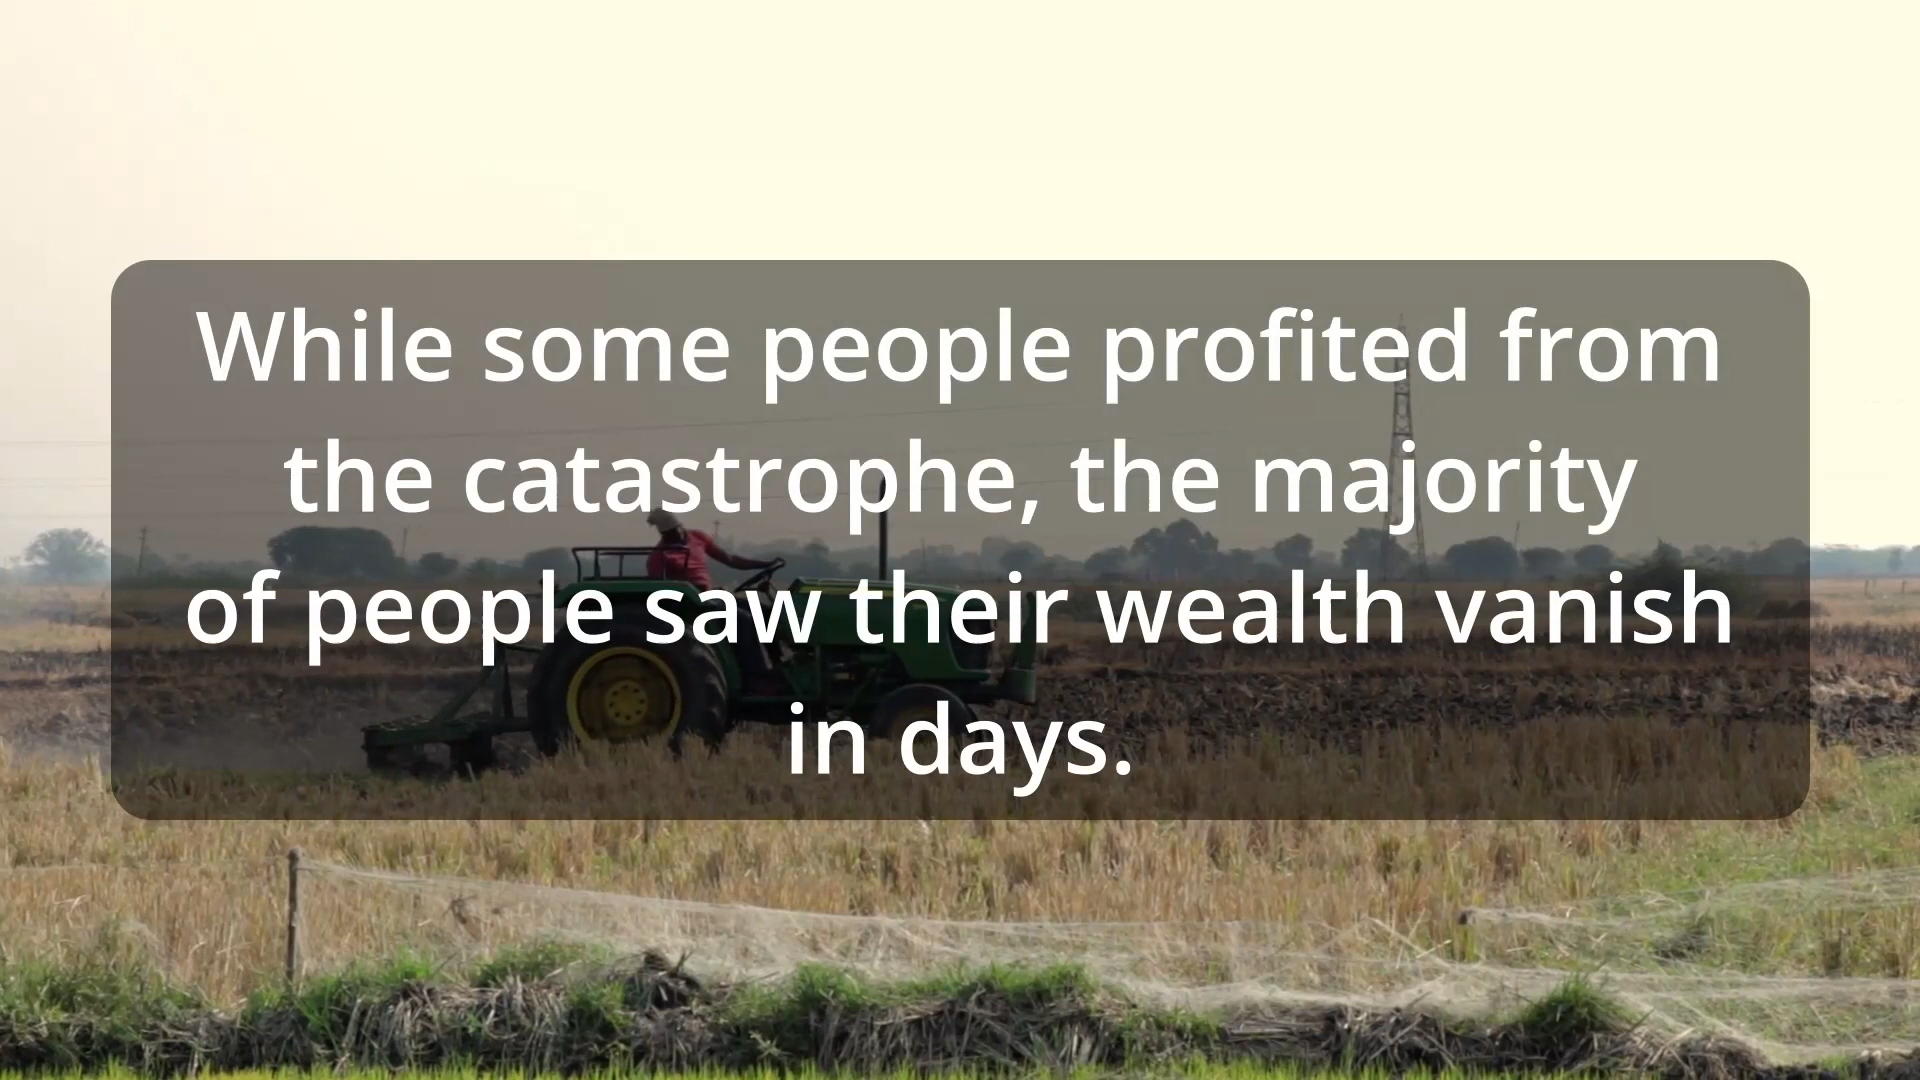 While some people profited from
the catastrophe, the majority
of people saw their wealth vanish
in days.